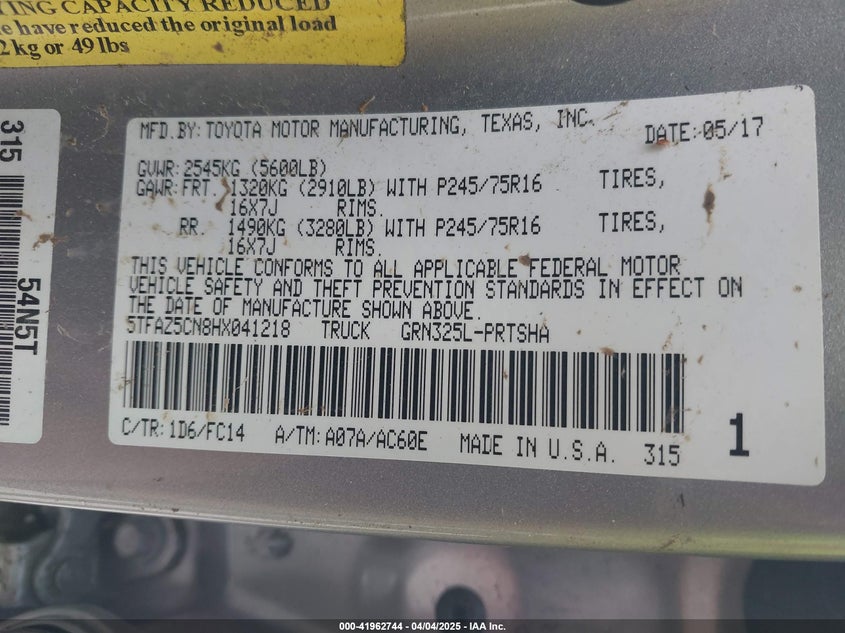 TING CAPACITY REDUCED
e have reduced the original load
2 kg or 49 lbs
315
54N5T
MFD.BY:TOYOTA MOTOR MANUFACTURING, TEXAS, INC.
DATE:05/17
GVWR:2545KG (5600LB)
GAWR:FRT. 1320KG (2910LB) WITH P245/75R16 TIRES,
16X7J RIMS.
RR. 1490KG (3280LB) WITH P245/75R16 TIRES,
16X7J RIMS.
THIS VEHICLE CONFORMS TO ALL APPLICABLE FEDERAL MOTOR
VEHICLE SAFETY AND THEFT PREVENTION STANDARDS IN EFFECT ON
THE DATE OF MANUFACTURE SHOWN ABOVE.
5TFAZ5CN8HX041218 TRUCK GRN325L-PRTSHA
C/TR:1D6/FC14 A/TM:A07A/AC60E MADE IN U.S.A. 315
1
000-41962744 - 04/04/2025 - IAA Inc.